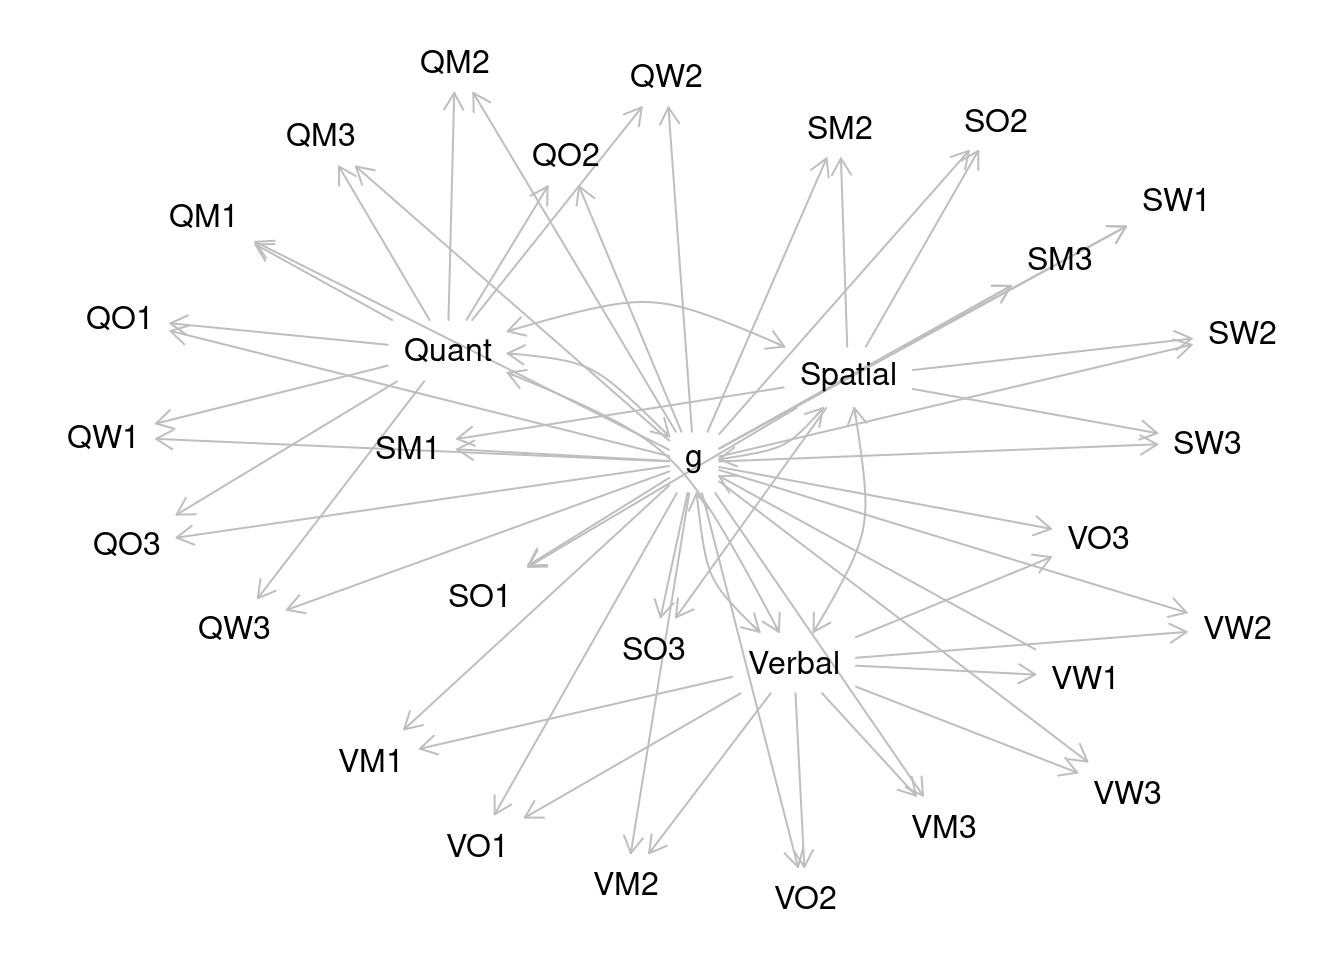 QM2
QW2
SO2
SM2
QM3
QO2
SW1
QM1
SM3
QO1
SW2
Quant
Spatial
QW1
SM1
g
SW3
QO3
VO3
SO1
QW3
VW2
SO3
Verbal
VW1
VM1
VW3
VM3
VO1
VM2
VO2